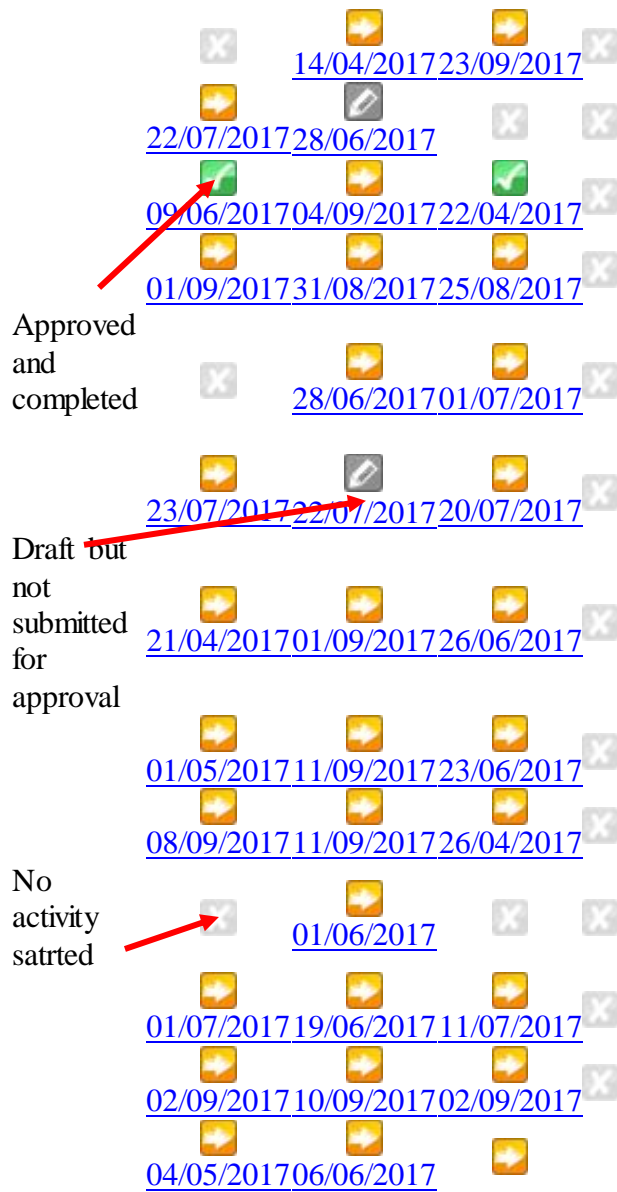 14/04/2017 23/09/2017
22/07/2017 28/06/2017
09/06/2017 04/09/2017 22/04/2017
01/09/2017 31/08/2017 25/08/2017
Approved
and
completed
28/06/2017 01/07/2017
23/07/2017 22/07/2017 20/07/2017
Draft but
not
submitted
for
approval
21/04/2017 01/09/2017 26/06/2017
01/05/2017 11/09/2017 23/06/2017
08/09/2017 11/09/2017 26/04/2017
No
activity
satrted
01/06/2017
01/07/2017 19/06/2017 11/07/2017
02/09/2017 10/09/2017 02/09/2017
04/05/2017 06/06/2017